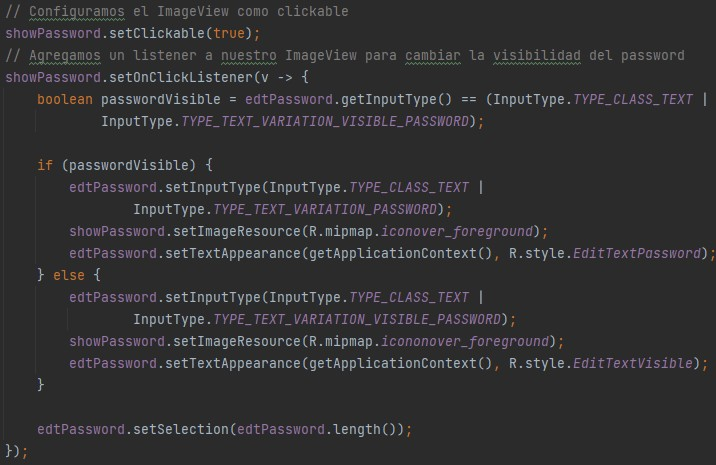 // Configuramos el ImageView como clickable
showPassword.setClickable(true);
// Agregamos un listener a nuestro ImageView para cambiar la visibilidad del password
showPassword.setOnClickListener(v -> {
boolean passwordVisible = edtPassword.getInputType() == (InputType.TYPE_CLASS_TEXT |
InputType.TYPE_TEXT_VARIATION_VISIBLE_PASSWORD);
if (passwordVisible) {
edtPassword.setInputType(InputType.TYPE_CLASS_TEXT |
InputType.TYPE_TEXT_VARIATION_PASSWORD);
showPassword.setImageResource(R.mipmap.iconover_foreground);
edtPassword.setTextAppearance(getApplicationContext(), R.style.EditTextPassword);
} else {
edtPassword.setInputType(InputType.TYPE_CLASS_TEXT |
InputType.TYPE_TEXT_VARIATION_VISIBLE_PASSWORD);
showPassword.setImageResource(R.mipmap.icononover_foreground);
edtPassword.setTextAppearance(getApplicationContext(), R.style.EditTextVisible);
}
edtPassword.setSelection(edtPassword.length());
});